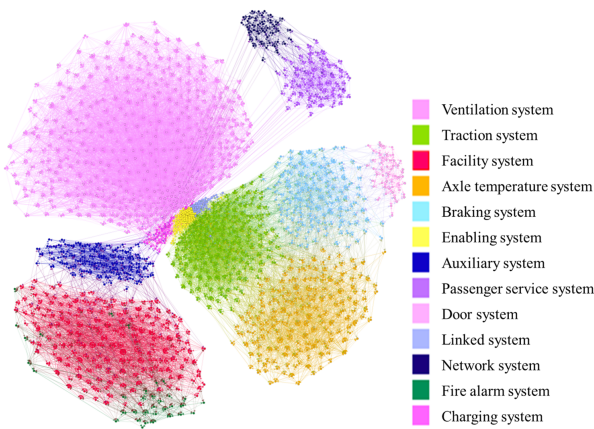 Ventilation system
Traction system
Facility system
Axle temperature system
Braking system
Enabling system
Auxiliary system
Passenger service system
Door system
Linked system
Network system
Fire alarm system
Charging system